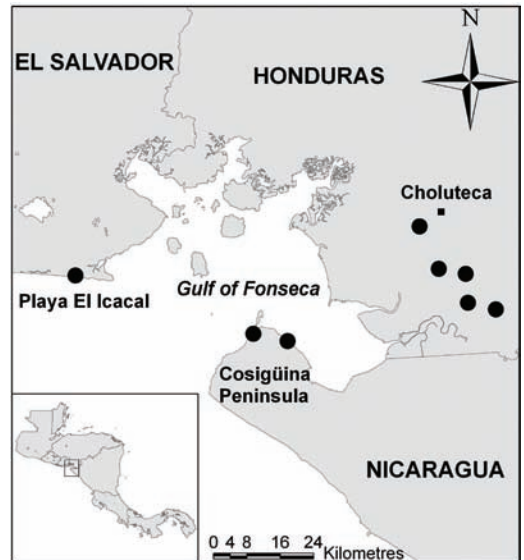 N
EL SALVADOR
HONDURAS
Choluteca
Gulf of Fonseca
Playa El Icacal
Cosigüina
Peninsula
NICARAGUA
0 4 8 16 24
Kilometres